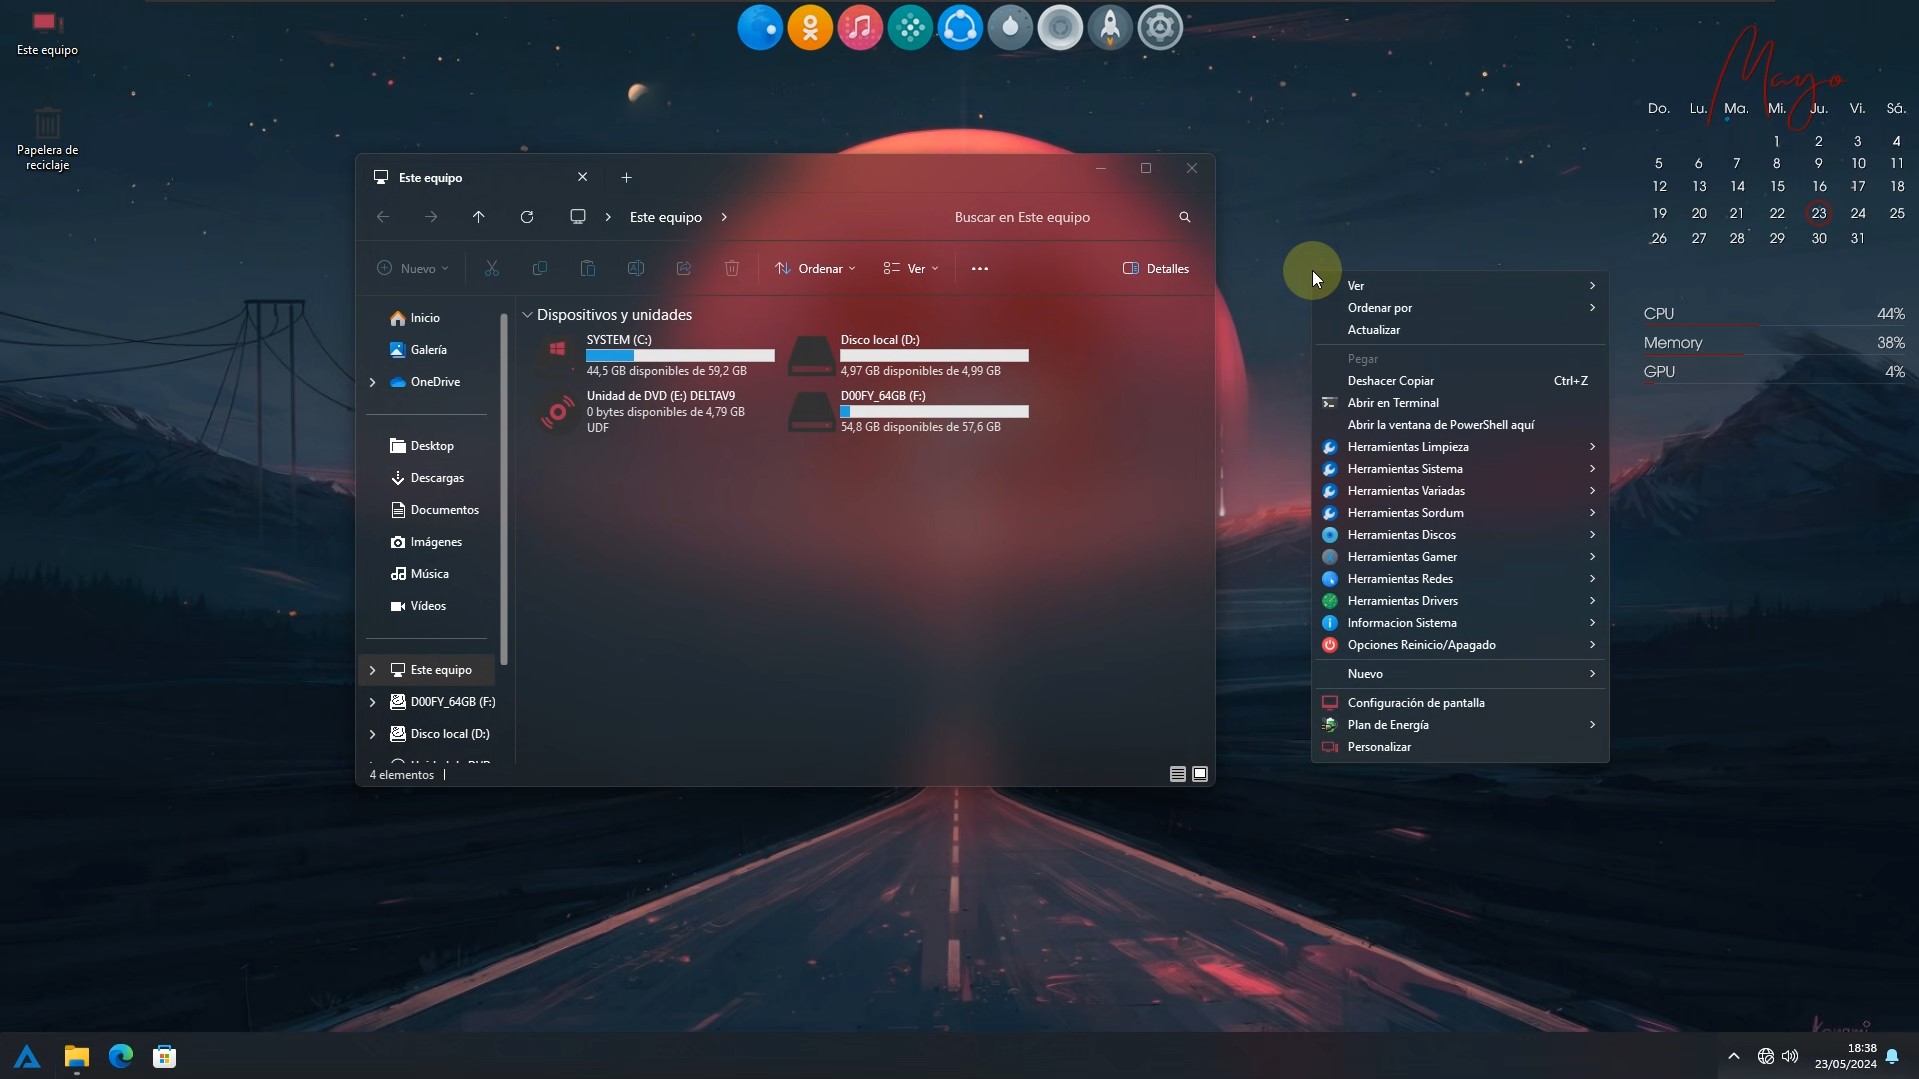 Este equipo
Papelera de
reciclaje
Mayo
Do. Lu. Ma. Mi. Ju. Vi. Sá.
1 2 3 4
5 6 7 8 9 10 11
12 13 14 15 16 17 18
19 20 21 22 23 24 25
26 27 28 29 30 31
CPU 44%
Memory 38%
GPU 4%
Este equipo
Este equipo
Buscar en Este equipo
Nuevo
Ordenar
Ver
Detalles
Inicio
Galería
OneDrive
Desktop
Descargas
Documentos
Imágenes
Música
Vídeos
Este equipo
D00FY_64GB (F:)
Disco local (D:)
Dispositivos y unidades
SYSTEM (C:)
44,5 GB disponibles de 59,2 GB
Disco local (D:)
4,97 GB disponibles de 4,99 GB
Unidad de DVD (E:) DELTAV9
0 bytes disponibles de 4,79 GB
UDF
D00FY_64GB (F:)
54,8 GB disponibles de 57,6 GB
4 elementos
Ver
Ordenar por
Actualizar
Pegar
Deshacer Copiar Ctrl+Z
Abrir en Terminal
Abrir la ventana de PowerShell aquí
Herramientas Limpieza
Herramientas Sistema
Herramientas Variadas
Herramientas Sordum
Herramientas Discos
Herramientas Gamer
Herramientas Redes
Herramientas Drivers
Informacion Sistema
Opciones Reinicio/Apagado
Nuevo
Configuración de pantalla
Plan de Energía
Personalizar
18:38
23/05/2024